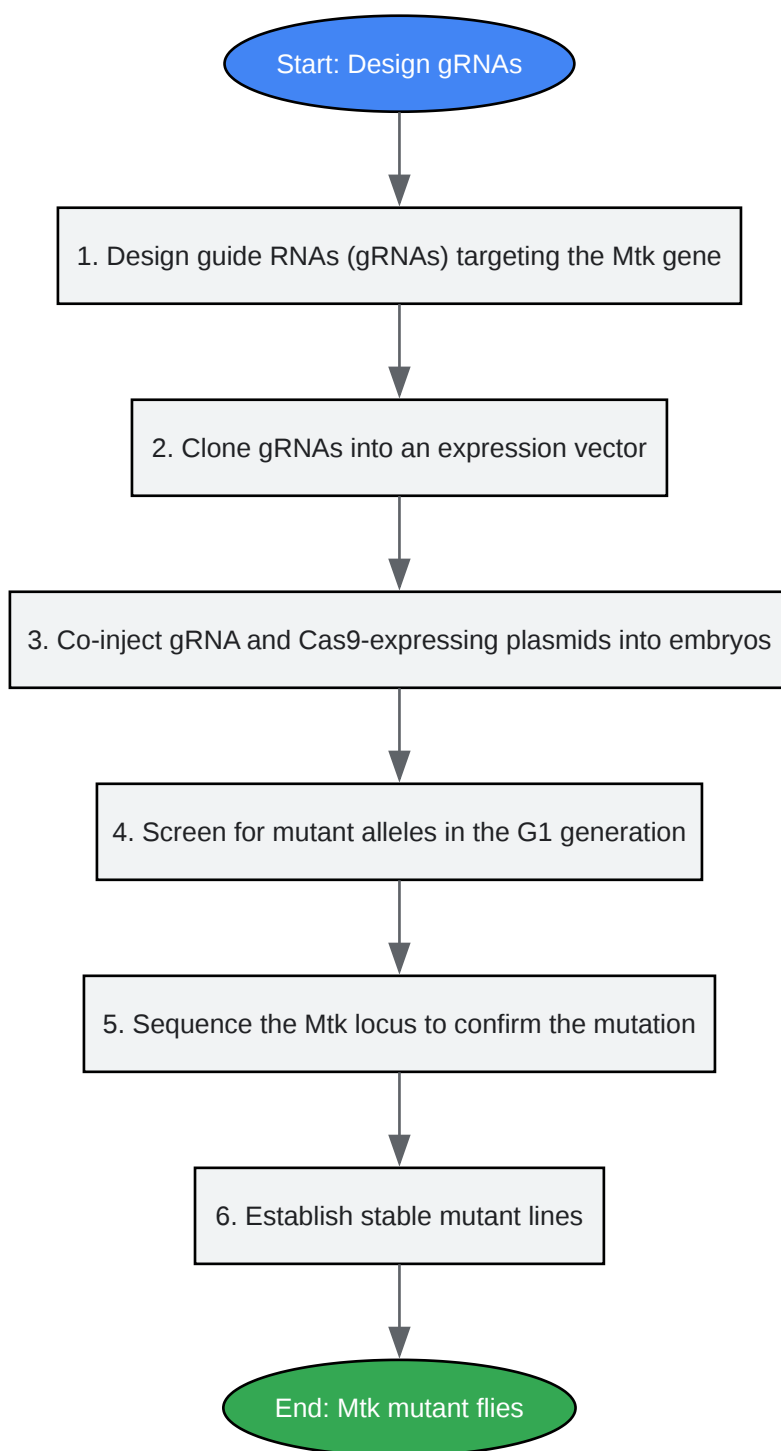 Start: Design gRNAs
1. Design guide RNAs (gRNAs) targeting the Mtk gene
2. Clone gRNAs into an expression vector
3. Co-inject gRNA and Cas9-expressing plasmids into embryos
4. Screen for mutant alleles in the G1 generation
5. Sequence the Mtk locus to confirm the mutation
6. Establish stable mutant lines
End: Mtk mutant flies